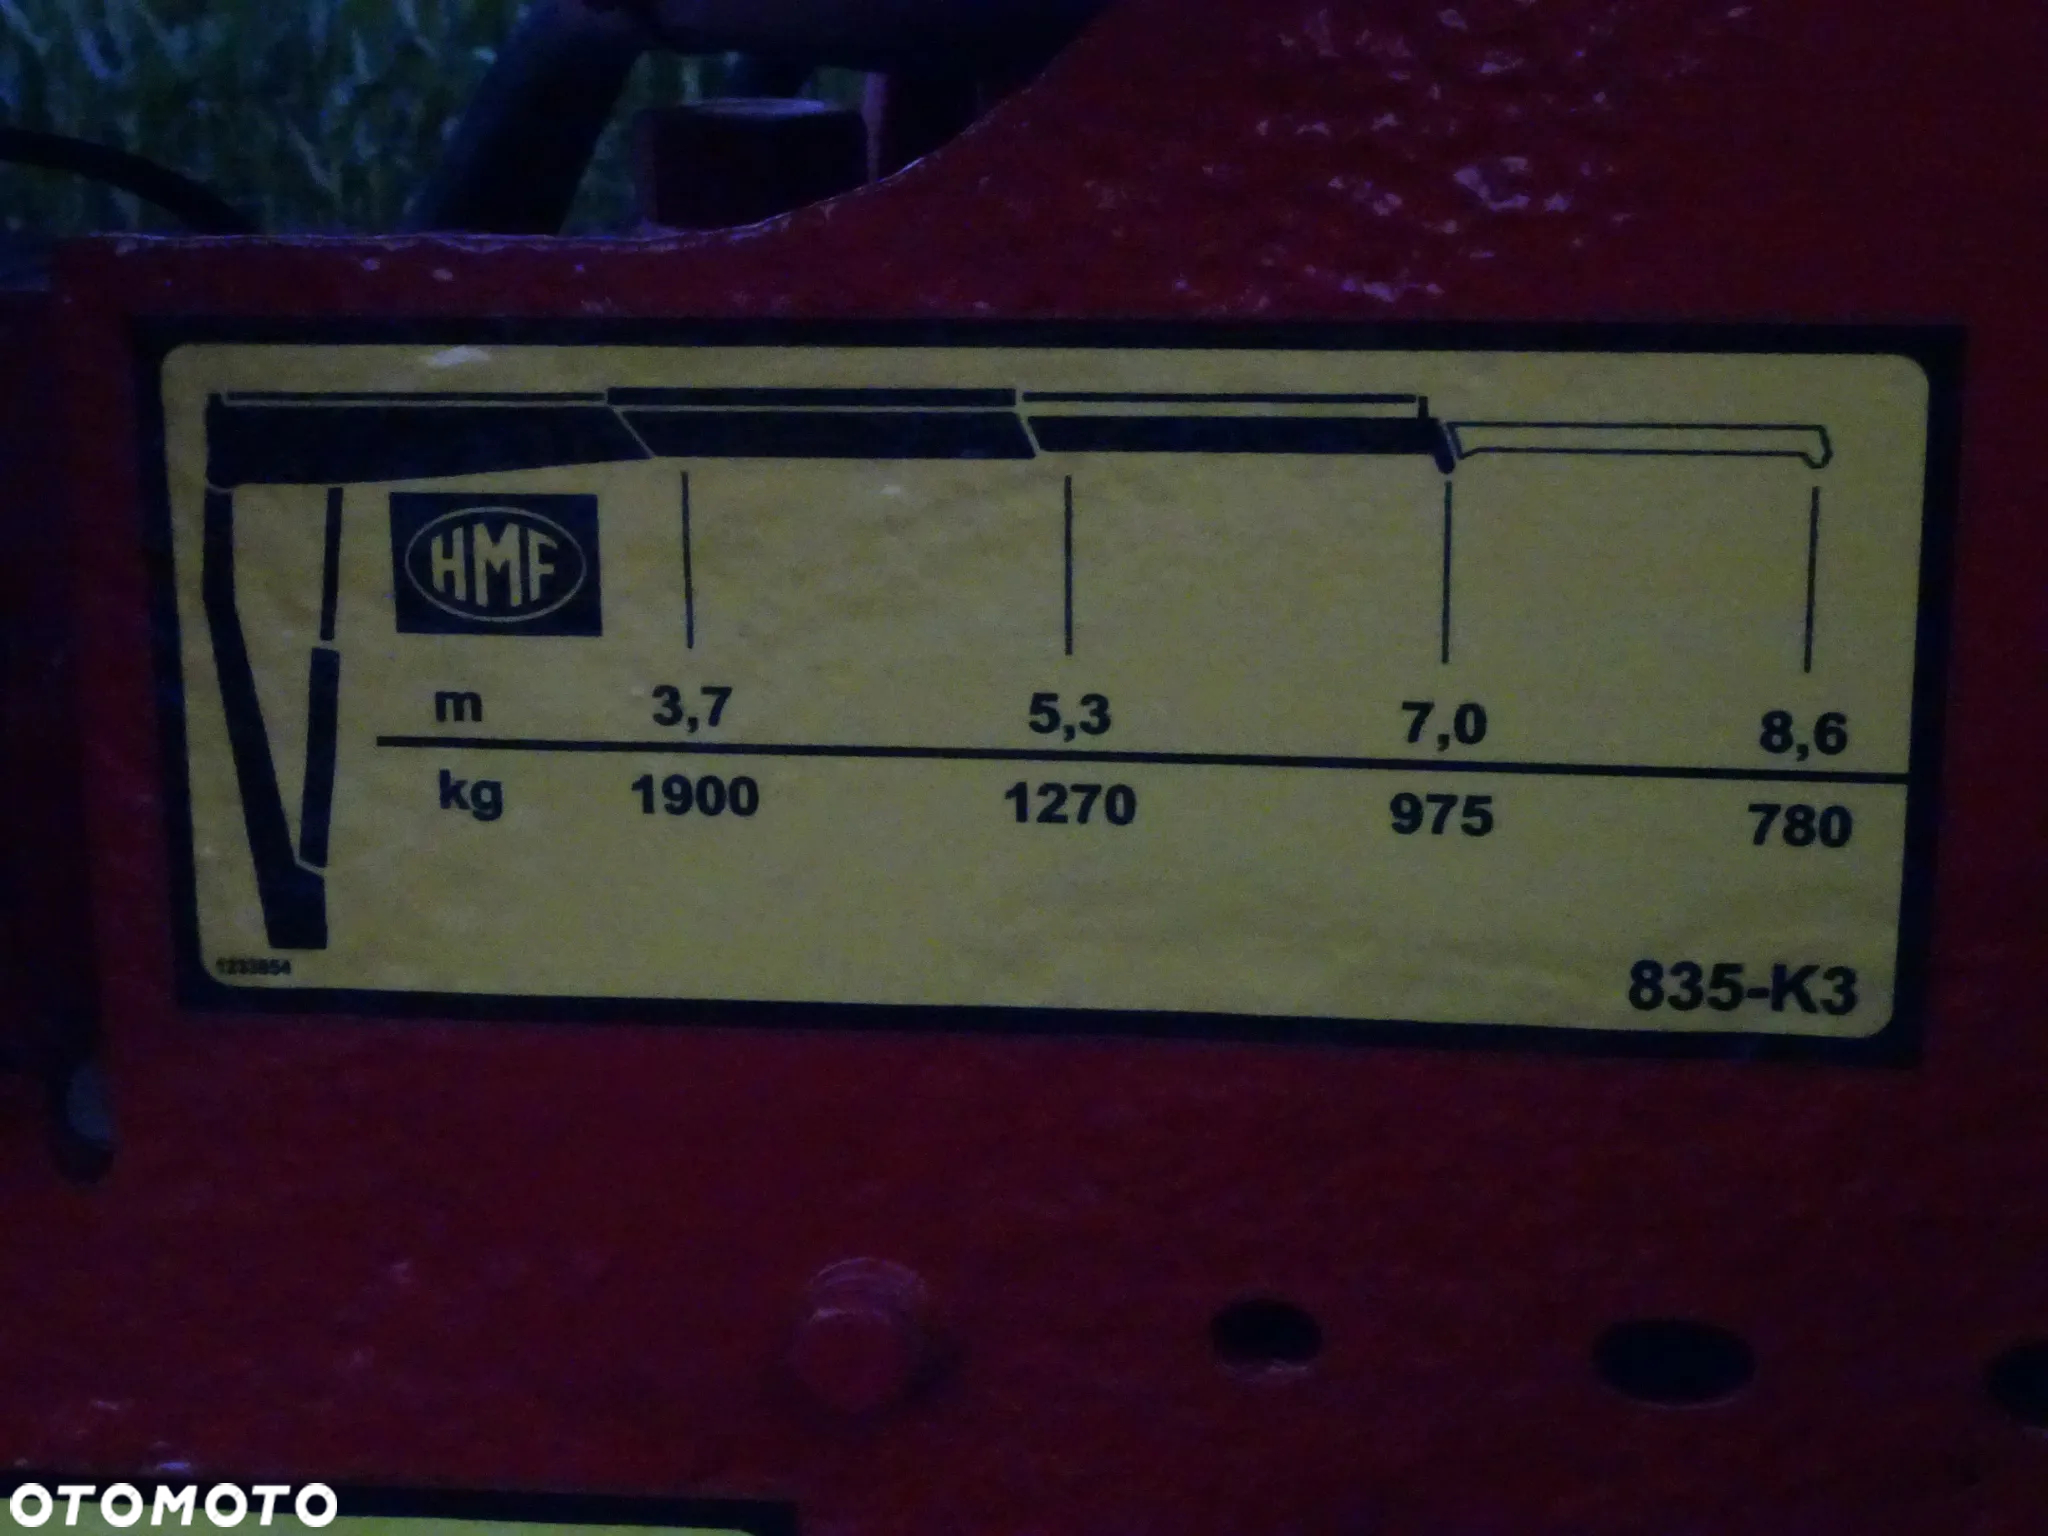 HMF
m 3,7 5,3 7,0 8,6
kg 1900 1270 975 780
835-K3
OTOMOTO